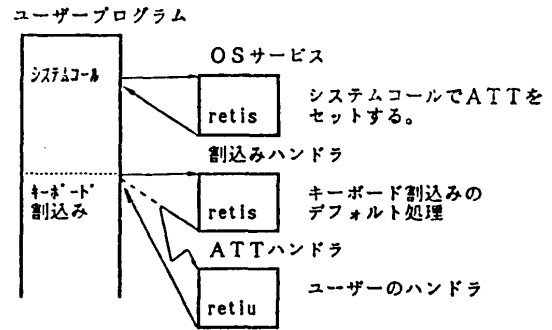 ユーザープログラム
OSサービス
システムコール
retis
システムコールでATTを
セットする。
割込みハンドラ
キーボード
割込み
retis
キーボード割込みの
デフォルト処理
ATTハンドラ
retiu
ユーザーのハンドラ